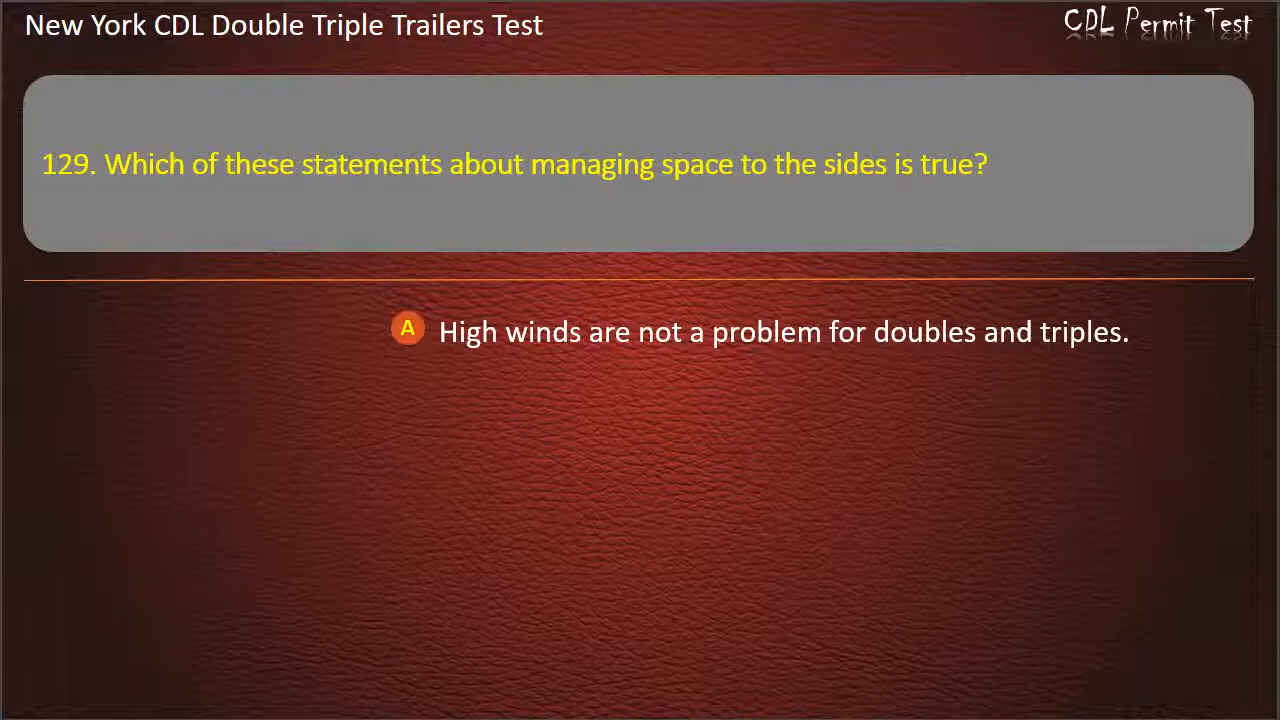 New York CDL Double Triple Trailers Test
CDL Permit Test
129. Which of these statements about managing space to the sides is true?
A High winds are not a problem for doubles and triples.